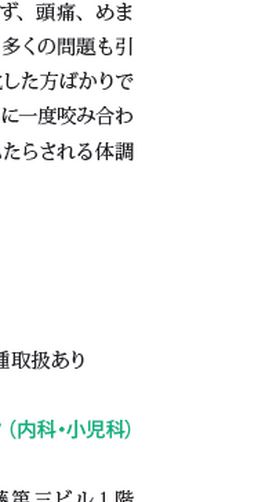 ず、頭痛、めま
多くの問題も引
した方ばかりで
に一度咬み合わ
たらされる体調
種取扱あり
（内科・小児科）
藤第三ビル１階